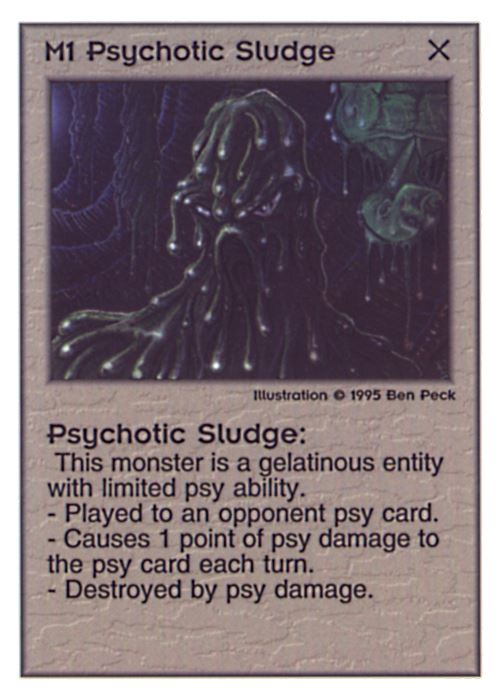 M1 Psychotic Sludge X
Illustration © 1995 Ben Peck
Psychotic Sludge:
This monster is a gelatinous entity
with limited psy ability.
- Played to an opponent psy card.
- Causes 1 point of psy damage to
the psy card each turn.
- Destroyed by psy damage.